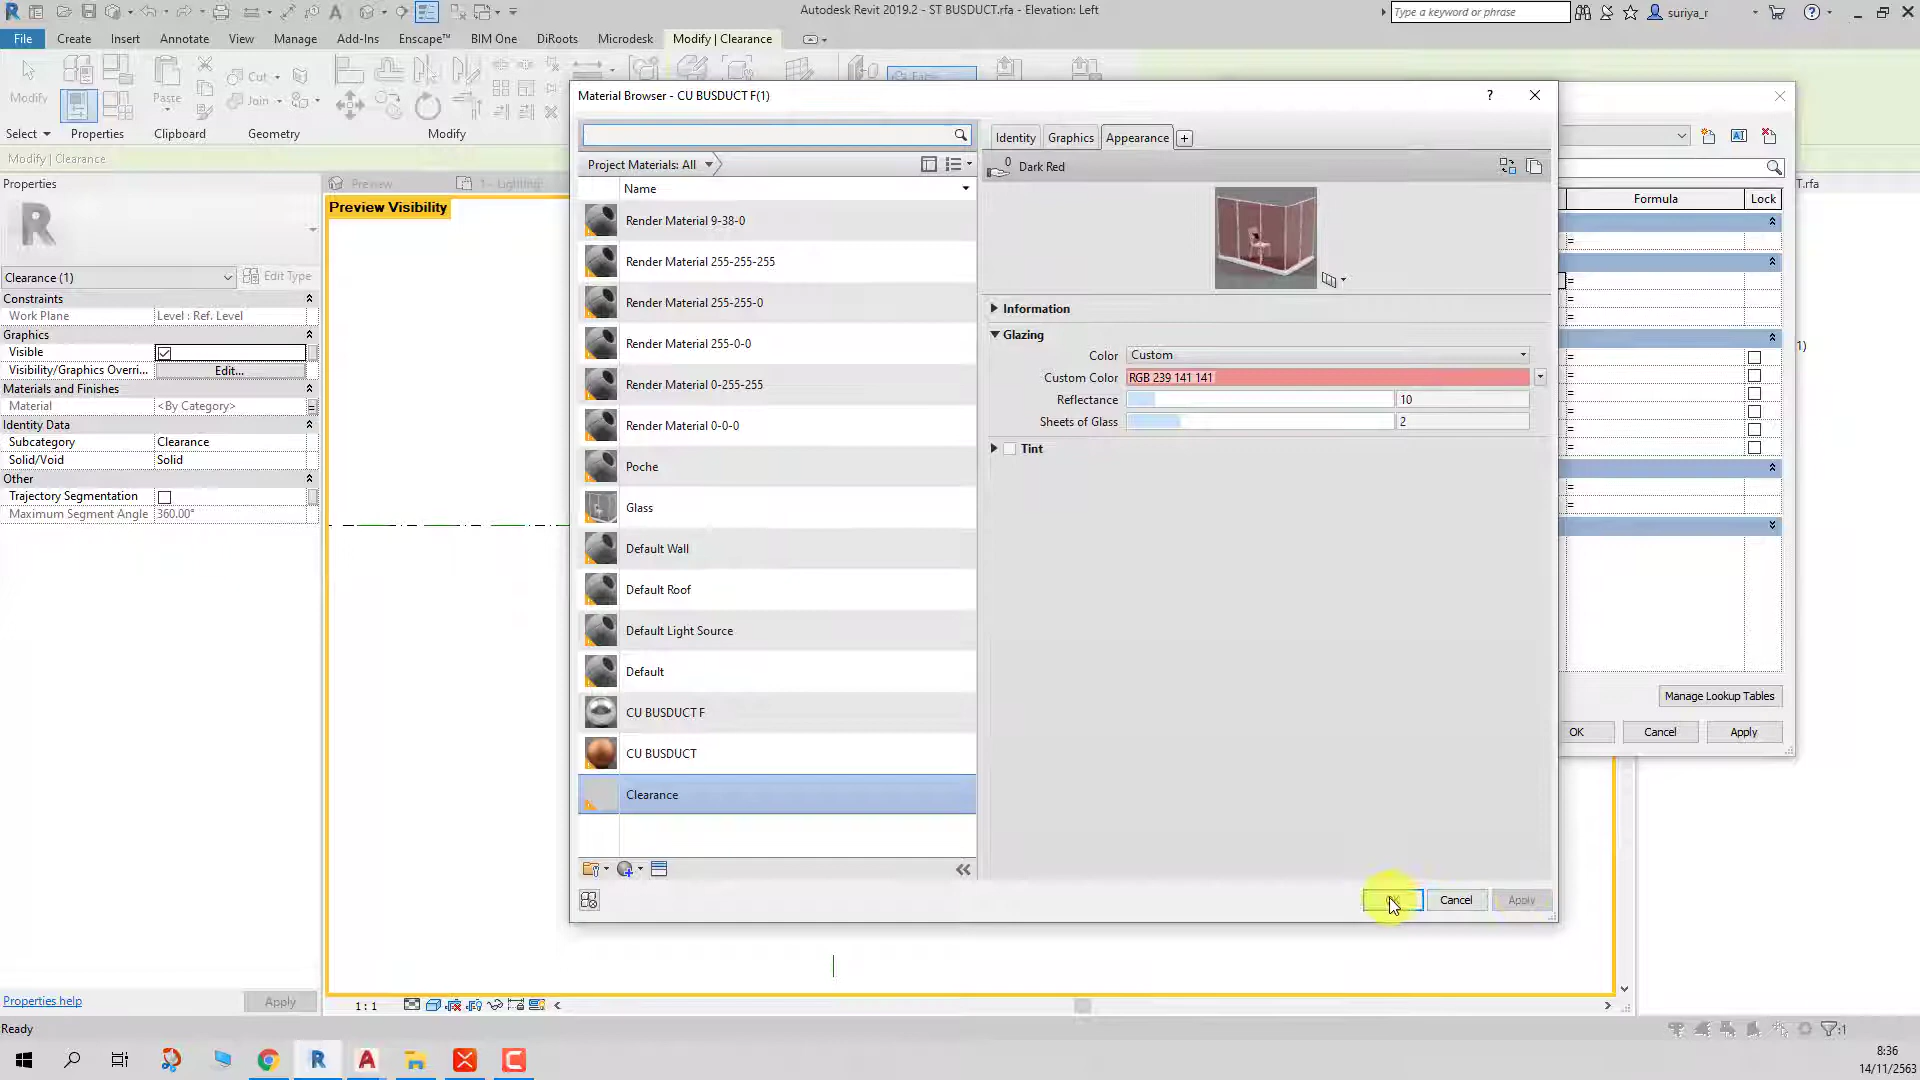 Autodesk Revit 2019.2 - ST BUSDUCT.rfa - Elevation: Left
Type a keyword or phrase
suriya_r
File Create Insert Annotate View Manage Add-Ins Enscape™ BIM One DiRoots Microdesk Modify | Clearance
Modify Paste Cut Join
Select Properties Clipboard Geometry Modify
Modify | Clearance
Properties
Preview
Clearance (1) Edit Type
Constraints
Work Plane Level : Ref. Level
Graphics
Visible
Visibility/Graphics Overri... Edit...
Materials and Finishes
Material <By Category>
Identity Data
Subcategory Clearance
Solid/Void Solid
Other
Trajectory Segmentation
Maximum Segment Angle 360.00°
Properties help Apply
Preview Visibility
Material Browser - CU BUSDUCT F(1)
Project Materials: All
Name
Render Material 9-38-0
Render Material 255-255-255
Render Material 255-255-0
Render Material 255-0-0
Render Material 0-255-255
Render Material 0-0-0
Poche
Glass
Default Wall
Default Roof
Default Light Source
Default
CU BUSDUCT F
CU BUSDUCT
Clearance
Identity Graphics Appearance +
0 Dark Red
Information
Glazing
Color Custom
Custom Color RGB 239 141 141
Reflectance 10
Sheets of Glass 2
Tint
Cancel Apply
T.rfa
Formula Lock
=
=
=
=
=
=
=
=
=
=
=
=
1)
Manage Lookup Tables
OK Cancel Apply
1 : 1
Ready
:1
8:36
14/11/2563